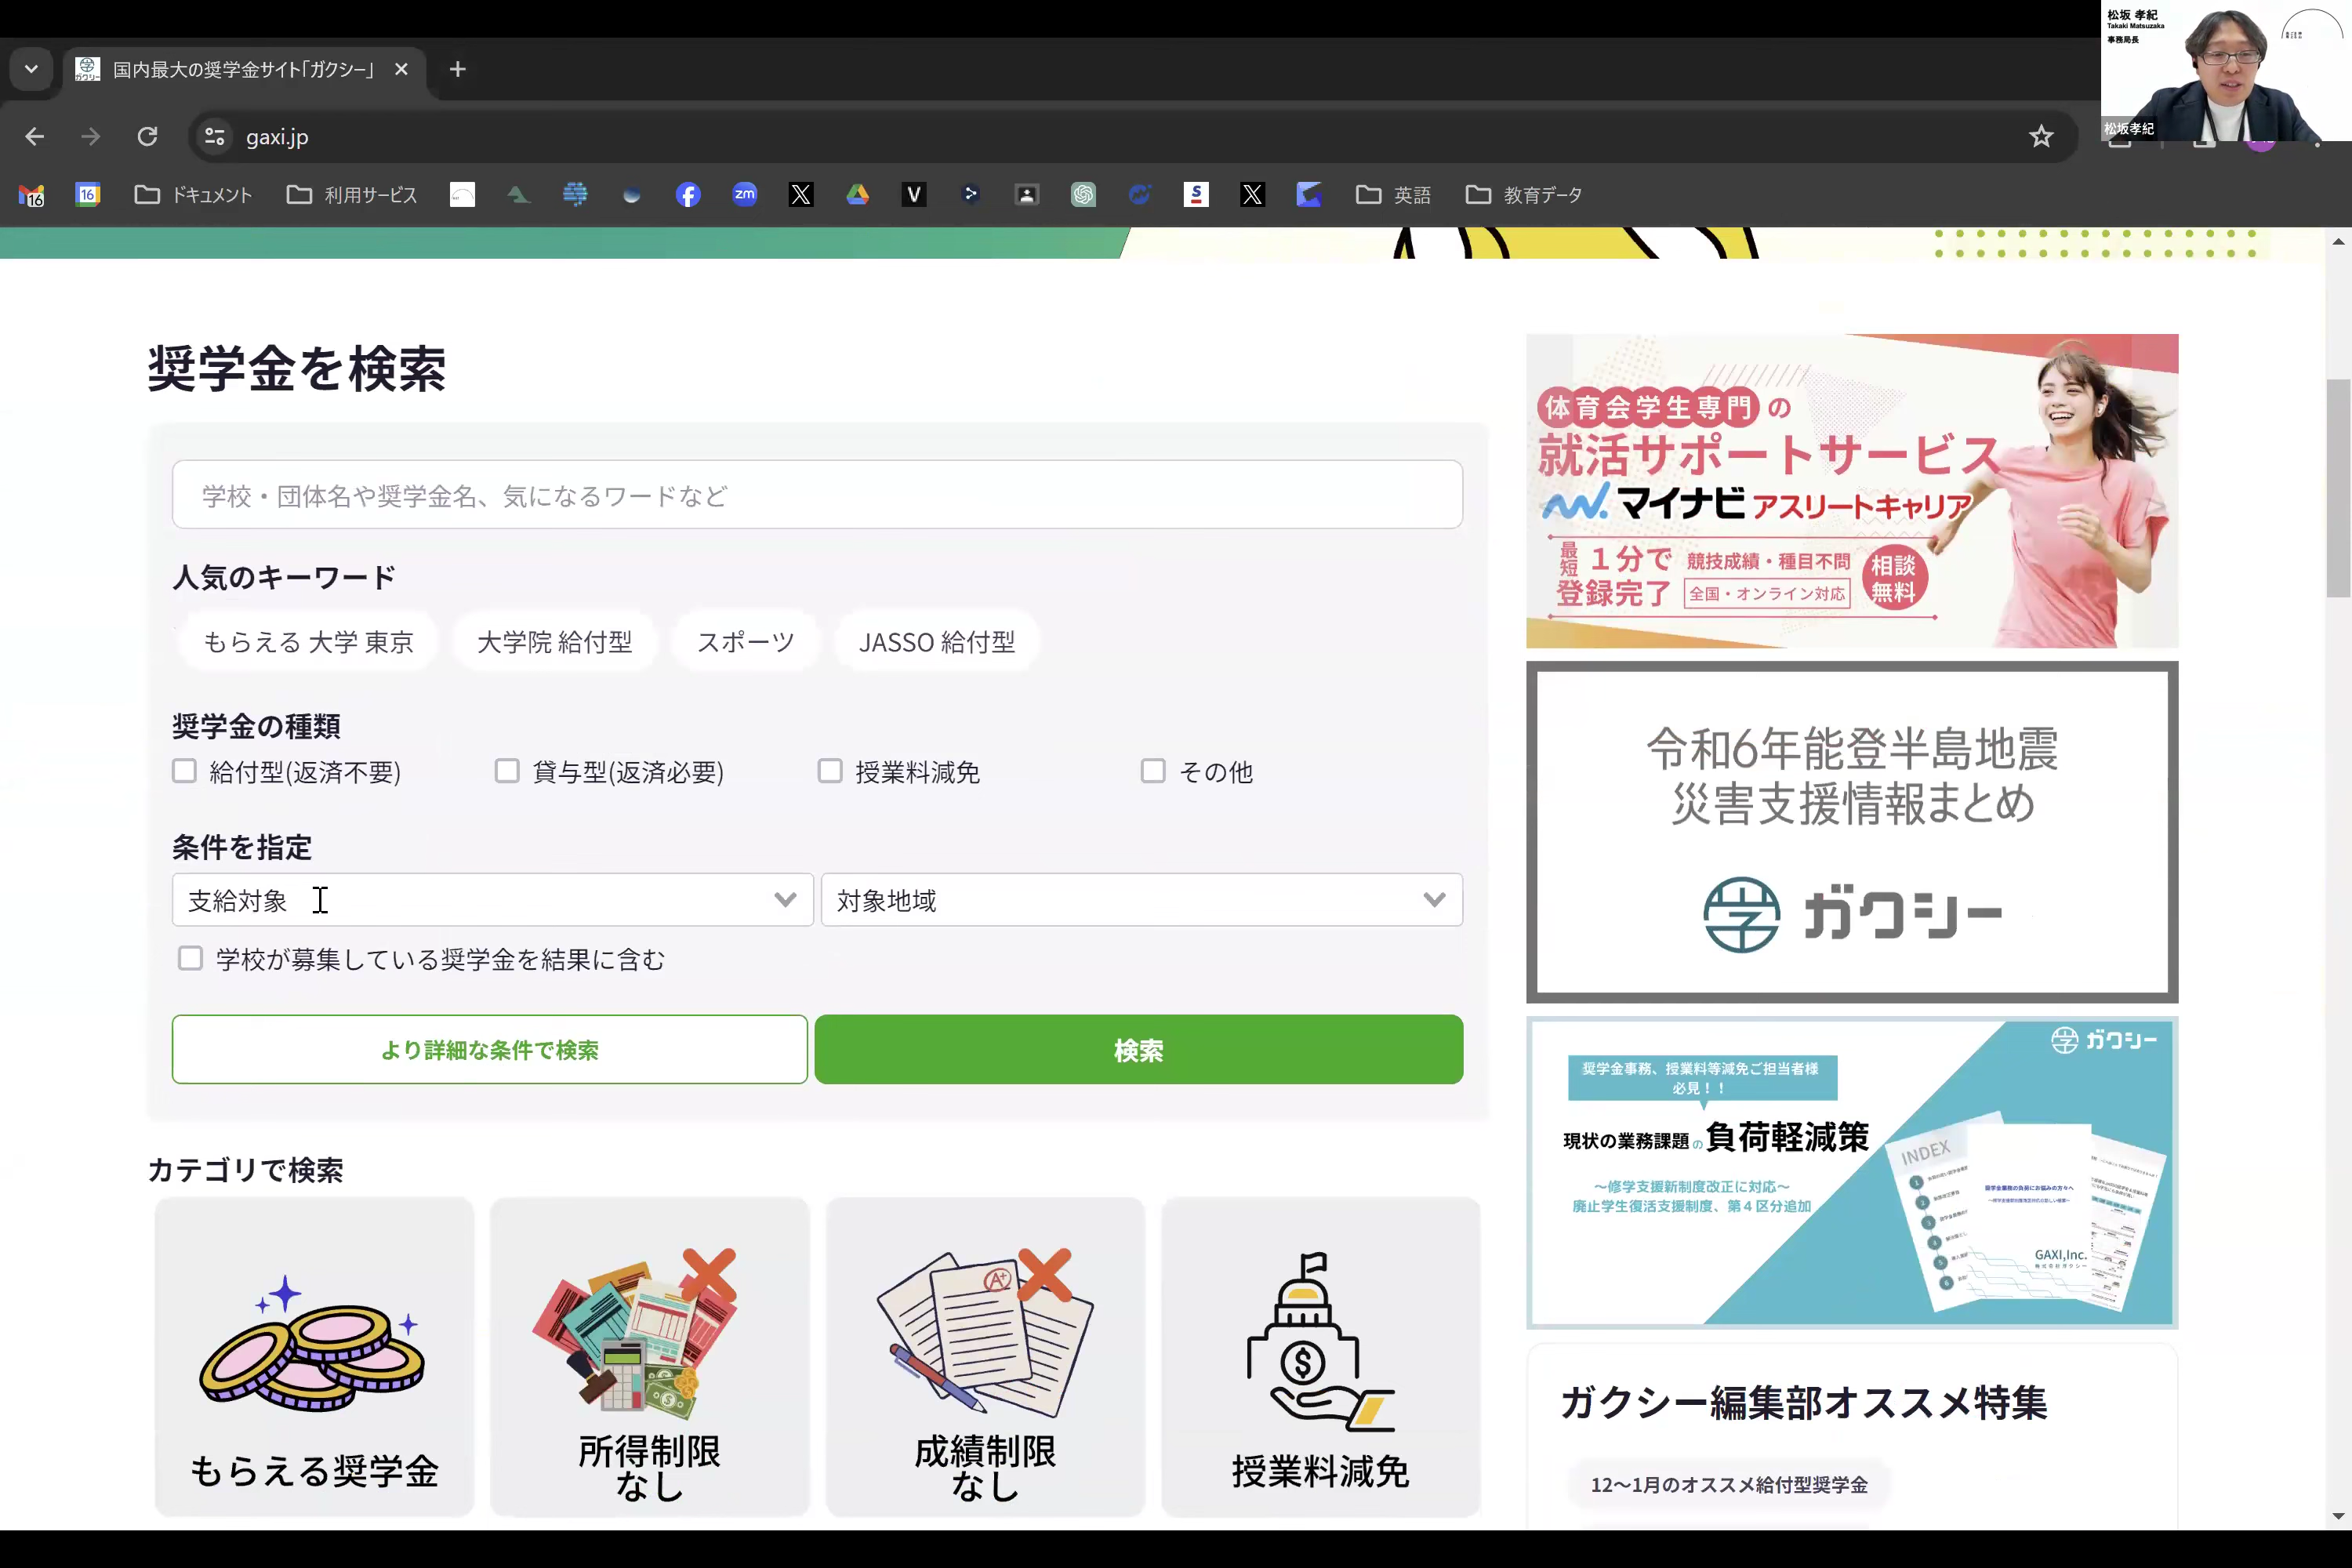 国内最大の奨学金サイト「ガクシー」
gaxi.jp
松坂 孝紀
Takaki Matsuzaka
事務局長
松坂孝紀
16
16
ドキュメント
利用サービス
zm
V
S
英語
教育データ
奨学金を検索
学校・団体名や奨学金名、気になるワードなど
人気のキーワード
もらえる 大学 東京
大学院 給付型
スポーツ
JASSO 給付型
奨学金の種類
給付型(返済不要)
貸与型(返済必要)
授業料減免
その他
条件を指定
支給対象
対象地域
学校が募集している奨学金を結果に含む
より詳細な条件で検索
検索
カテゴリで検索
A+
もらえる奨学金
所得制限
なし
成績制限
なし
授業料減免
体育会学生専門の
就活サポートサービス
マイナビ アスリートキャリア
最短 1分で
登録完了
競技成績・種目不問
全国・オンライン対応
相談
無料
令和6年能登半島地震
災害支援情報まとめ
ガクシー
ガクシー
奨学金事務、授業料等減免ご担当者様
必見！！
現状の業務課題の負荷軽減策
～修学支援新制度改正に対応～
廃止学生復活支援制度、第４区分追加
INDEX
GAXI,Inc.
株式会社ガクシー
ガクシー編集部オススメ特集
12〜1月のオススメ給付型奨学金